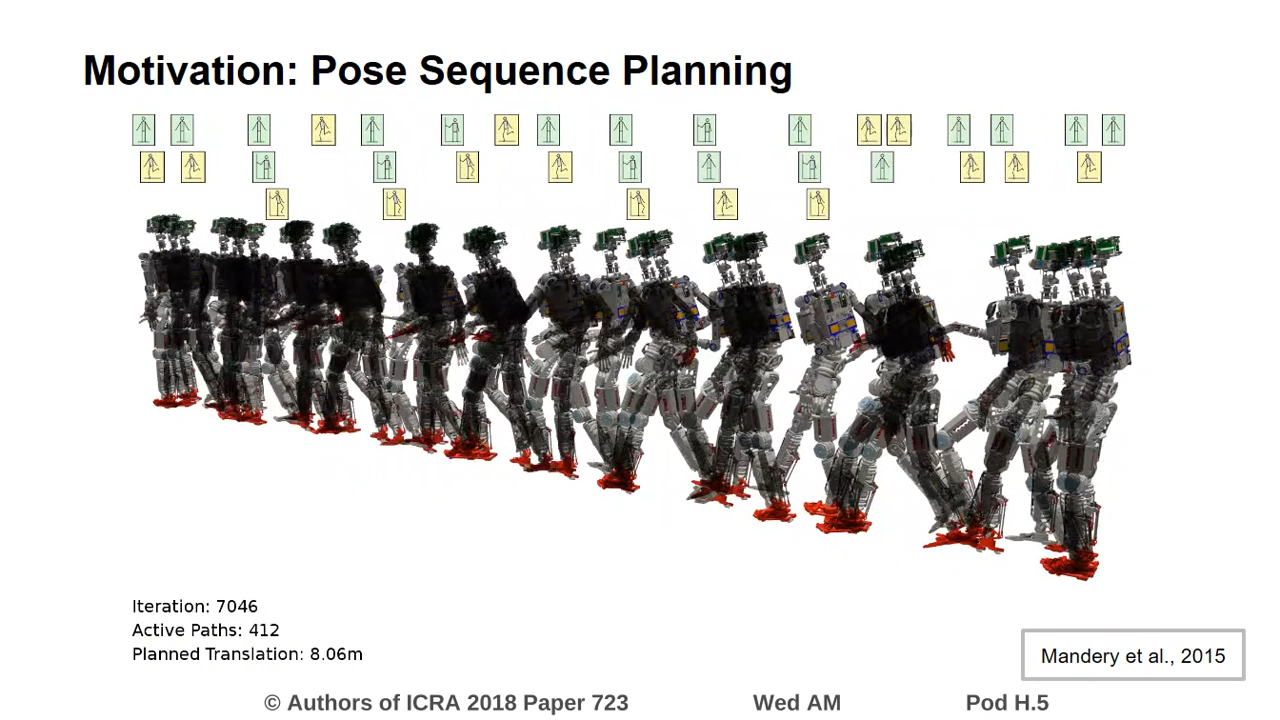 Motivation: Pose Sequence Planning
Iteration: 7046
Active Paths: 412
Planned Translation: 8.06m
Mandery et al., 2015
© Authors of ICRA 2018 Paper 723 Wed AM Pod H.5